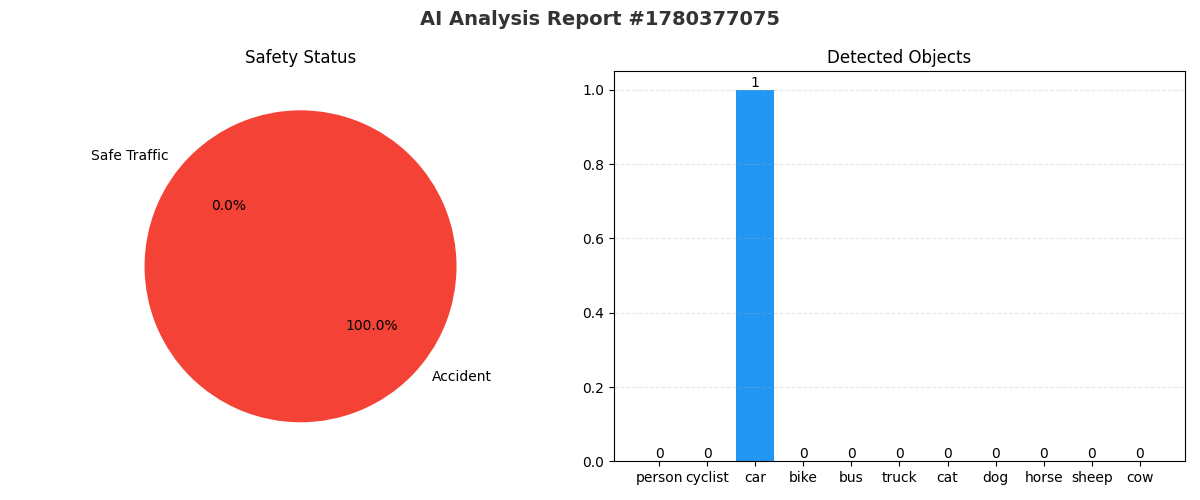 AI Analysis Report #1780377075
Safety Status
Safe Traffic
0.0%
100.0%
Accident
Detected Objects
1
1.0
0.8
0.6
0.4
0.2
0.0
0 0 0 0 0 0 0 0 0 0
person cyclist car bike bus truck cat dog horse sheep cow